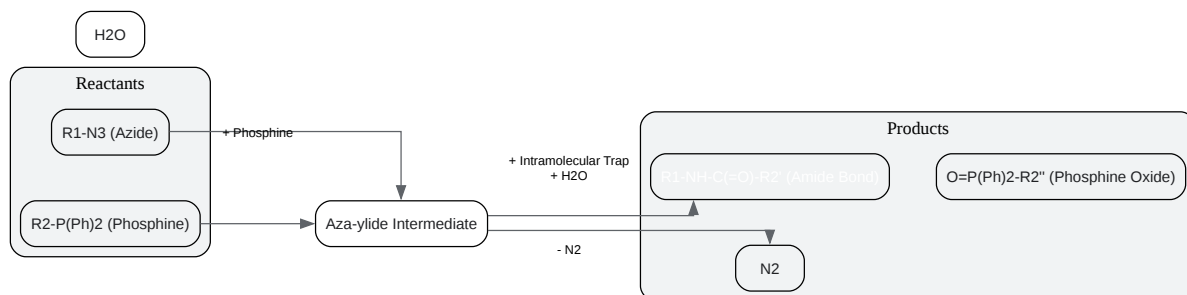 H2O
Reactants
R1-N3 (Azide)
+ Phosphine
R2-P(Ph)2 (Phosphine)
Aza-ylide Intermediate
+ Intramolecular Trap
+ H2O
- N2
Products
R1-NH-C(=O)-R2' (Amide Bond)
O=P(Ph)2-R2" (Phosphine Oxide)
N2